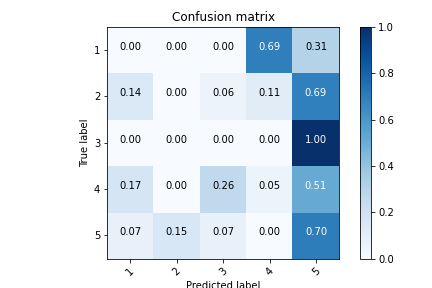 Confusion matrix
1.0
1 0.00 0.00 0.00 0.69 0.31
0.8
2 0.14 0.00 0.06 0.11 0.69
0.6
True label
3 0.00 0.00 0.00 0.00 1.00
0.4
4 0.17 0.00 0.26 0.05 0.51
0.2
5 0.07 0.15 0.07 0.00 0.70
0.0
1 2 3 4 5
Predicted label